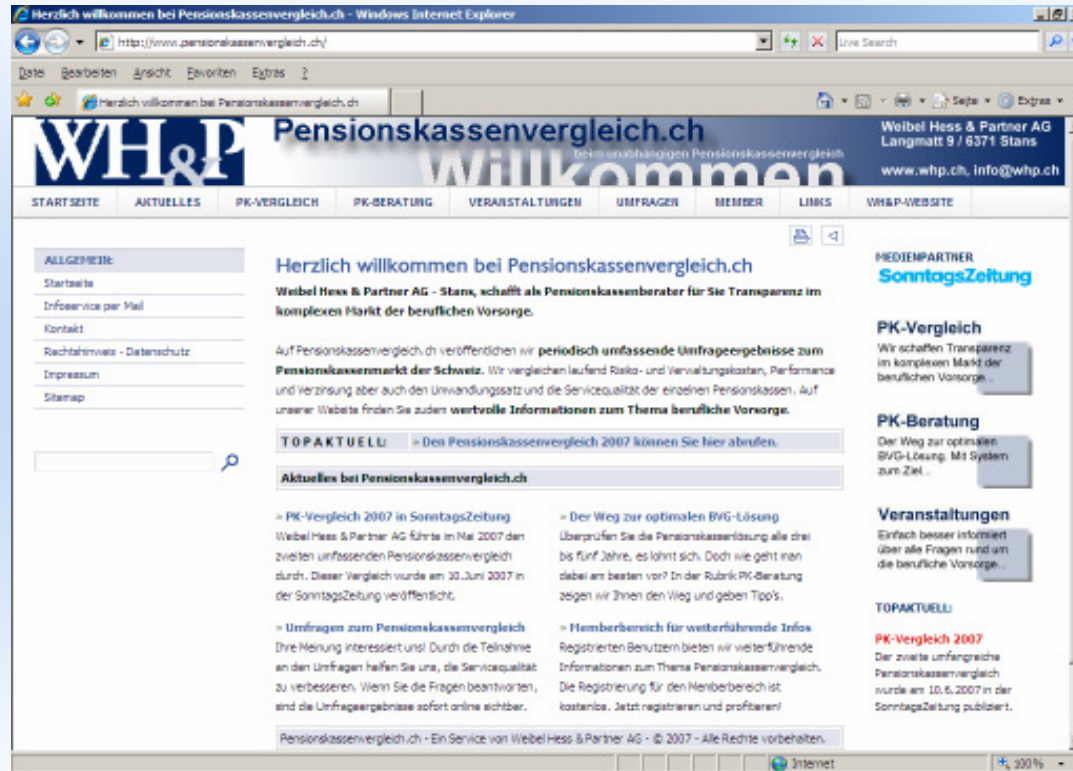 Herzlich willkommen bei Pensionskassenvergleich.ch - Windows Internet Explorer
http://www.pensionskassenvergleich.ch/
Live Search
Datei Bearbeiten Ansicht Favoriten Extras ?
Herzlich willkommen bei Pensionskassenvergleich.ch
Seite
Extras
WH&P
Pensionskassenvergleich.ch
beim unabhängigen Pensionskassenvergleich
Willkommen
Weibel Hess & Partner AG
Langmatt 9 / 6371 Stans
www.whp.ch, info@whp.ch
STARTSEITE AKTUELLES PK-VERGLEICH PK-BERATUNG VERANSTALTUNGEN UMFRAGEN MEMBER LINKS WH&P-WEBSITE
ALLGEMEIN:
Startseite
Infoservice per Mail
Kontakt
Rechtshinweis - Datenschutz
Impressum
Sitemap
Herzlich willkommen bei Pensionskassenvergleich.ch
Weibel Hess & Partner AG - Stans, schafft als Pensionskassenberater für Sie Transparenz im
komplexen Markt der beruflichen Vorsorge.
Auf Pensionskassenvergleich.ch veröffentlichen wir periodisch umfassende Umfrageergebnisse zum
Pensionskassenmarkt der Schweiz. Wir vergleichen laufend Risiko- und Verwaltungskosten, Performance
und Verzinsung aber auch den Umwandlungssatz und die Servicequalität der einzelnen Pensionskassen. Auf
unserer Website finden Sie zudem wertvolle Informationen zum Thema berufliche Vorsorge.
TOPAKTUELL: » Den Pensionskassenvergleich 2007 können Sie hier abrufen.
Aktuelles bei Pensionskassenvergleich.ch
» PK-Vergleich 2007 in SonntagsZeitung
Weibel Hess & Partner AG führte im Mai 2007 den
zweiten umfassenden Pensionskassenvergleich
durch. Dieser Vergleich wurde am 10.Juni 2007 in
der SonntagsZeitung veröffentlicht.
» Der Weg zur optimalen BVG-Lösung
Überprüfen Sie die Pensionskassenlösung alle drei
bis fünf Jahre, es lohnt sich. Doch wie geht man
dabei am besten vor? In der Rubrik PK-Beratung
zeigen wir Ihnen den Weg und geben Tipp's.
» Umfragen zum Pensionskassenvergleich
Ihre Meinung interessiert uns! Durch die Teilnahme
an den Umfragen helfen Sie uns, die Servicequalität
zu verbesseren. Wenn Sie die Fragen beantworten,
sind die Umfrageergebnisse sofort online sichtbar.
» Memberbereich für weiterführende Infos
Registrierten Benutzern bieten wir weiterführende
Informationen zum Thema Pensionskassenvergleich.
Die Registrierung für den Memberbereich ist
kostenlos. Jetzt registrieren und profitieren!
Pensionskassenvergleich.ch - Ein Service von Weibel Hess & Partner AG - © 2007 - Alle Rechte vorbehalten.
MEDIENPARTNER
SonntagsZeitung
PK-Vergleich
Wir schaffen Transparenz
im komplexen Markt der
beruflichen Vorsorge...
PK-Beratung
Der Weg zur optimalen
BVG-Lösung. Mit System
zum Ziel...
Veranstaltungen
Einfach besser informiert
über alle Fragen rund um
die berufliche Vorsorge...
TOPAKTUELL:
PK-Vergleich 2007
Der zweite umfangreiche
Pensionskassenvergleich
wurde am 10.6.2007 in der
SonntagsZeitung publiziert.
Internet
100%